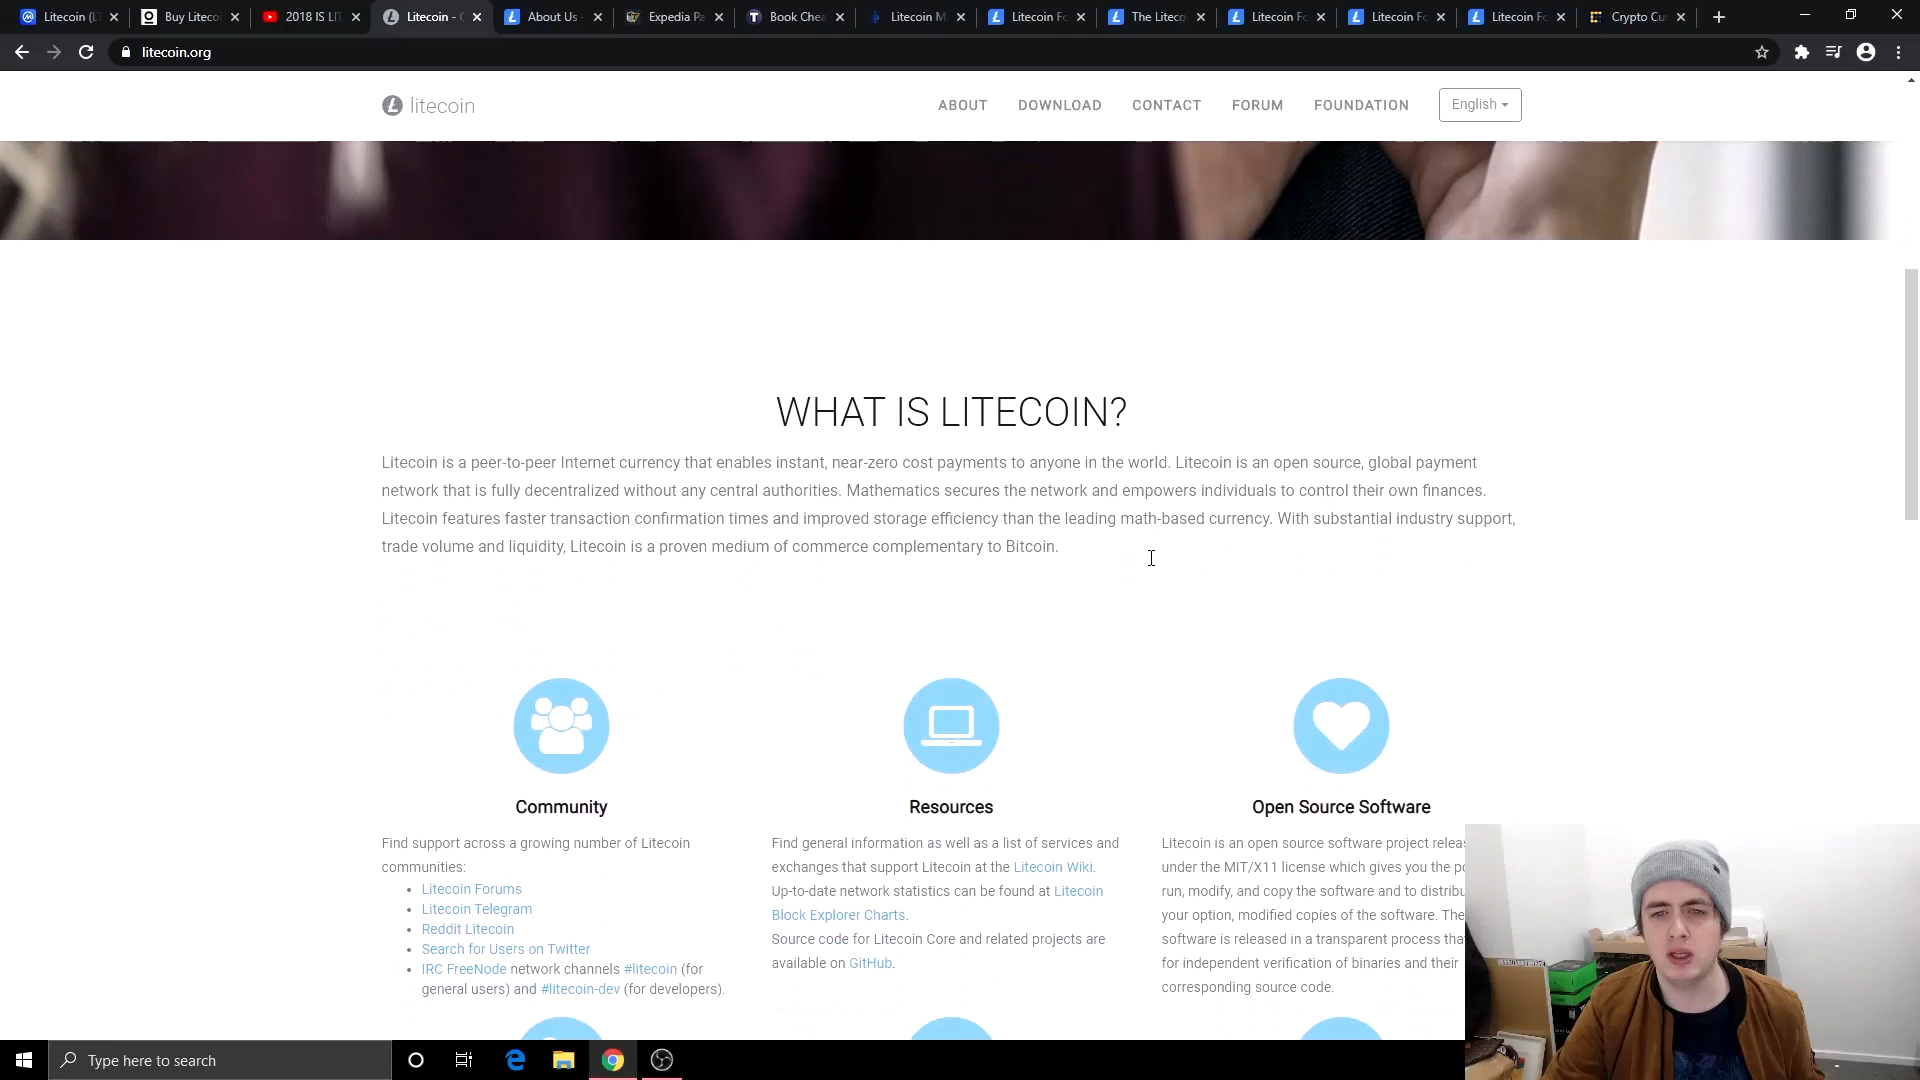 Litecoin (L
Buy Liteco
2018 IS LI
Litecoin - 
About Us -
Expedia Pa
Book Chea
Litecoin M
Litecoin Fo
The Liteco
Litecoin Fo
Litecoin Fo
Litecoin Fo
Crypto Cu
litecoin.org
litecoin
ABOUT
DOWNLOAD
CONTACT
FORUM
FOUNDATION
English
WHAT IS LITECOIN?
Litecoin is a peer-to-peer Internet currency that enables instant, near-zero cost payments to anyone in the world. Litecoin is an open source, global payment
network that is fully decentralized without any central authorities. Mathematics secures the network and empowers individuals to control their own finances.
Litecoin features faster transaction confirmation times and improved storage efficiency than the leading math-based currency. With substantial industry support,
trade volume and liquidity, Litecoin is a proven medium of commerce complementary to Bitcoin.
Community
Find support across a growing number of Litecoin
communities:
• Litecoin Forums
• Litecoin Telegram
• Reddit Litecoin
• Search for Users on Twitter
• IRC FreeNode network channels #litecoin (for
general users) and #litecoin-dev (for developers).
Resources
Find general information as well as a list of services and
exchanges that support Litecoin at the Litecoin Wiki.
Up-to-date network statistics can be found at Litecoin
Block Explorer Charts.
Source code for Litecoin Core and related projects are
available on GitHub.
Open Source Software
Litecoin is an open source software project relea
under the MIT/X11 license which gives you the po
run, modify, and copy the software and to distribu
your option, modified copies of the software. The
software is released in a transparent process tha
for independent verification of binaries and their
corresponding source code.
Type here to search